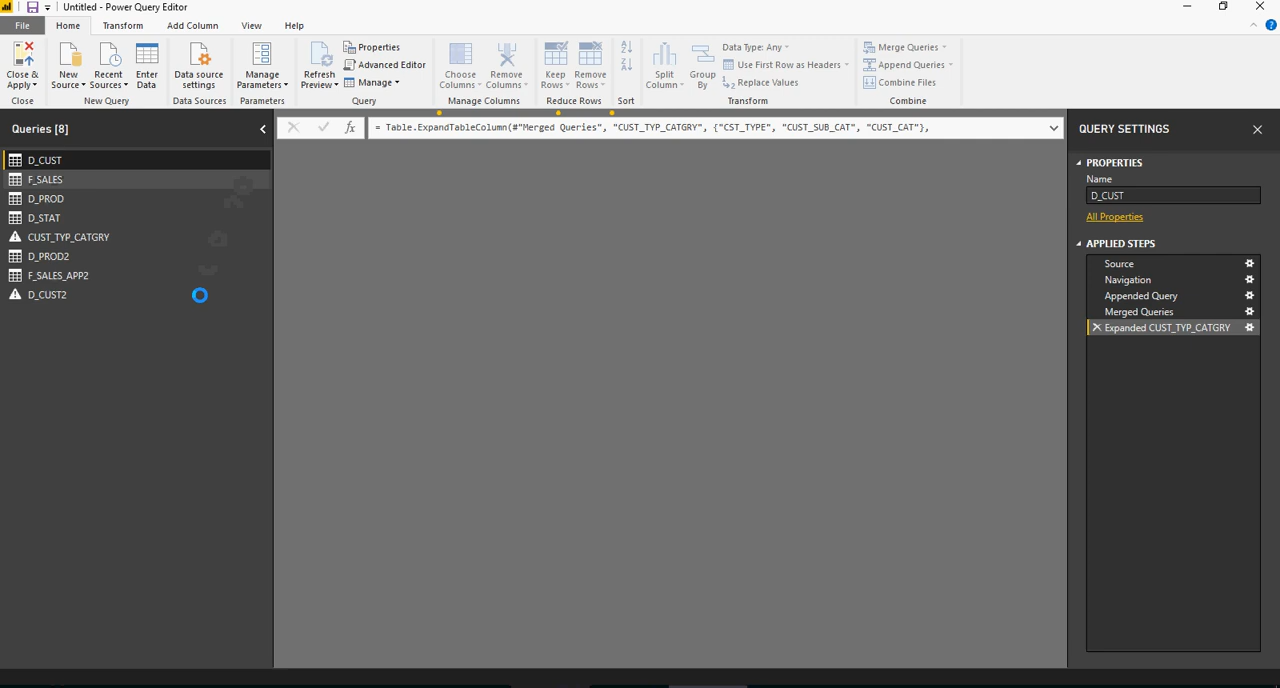 Untitled - Power Query Editor
File Home Transform Add Column View Help
Close & Apply
New Source
Recent Sources
Enter Data
Data source settings
Manage Parameters
Refresh Preview
Properties
Advanced Editor
Manage
Choose Columns
Remove Columns
Keep Rows
Remove Rows
Split Column
Group By
Data Type: Any
Use First Row as Headers
Replace Values
Merge Queries
Append Queries
Combine Files
Close New Query Data Sources Parameters Query Manage Columns Reduce Rows Sort Transform Combine
Queries [8]
D_CUST
F_SALES
D_PROD
D_STAT
CUST_TYP_CATGRY
D_PROD2
F_SALES_APP2
D_CUST2
fx
= Table.ExpandTableColumn(#"Merged Queries", "CUST_TYP_CATGRY", {"CST_TYPE", "CUST_SUB_CAT", "CUST_CAT"},
QUERY SETTINGS
PROPERTIES
Name
D_CUST
All Properties
APPLIED STEPS
Source
Navigation
Appended Query
Merged Queries
Expanded CUST_TYP_CATGRY